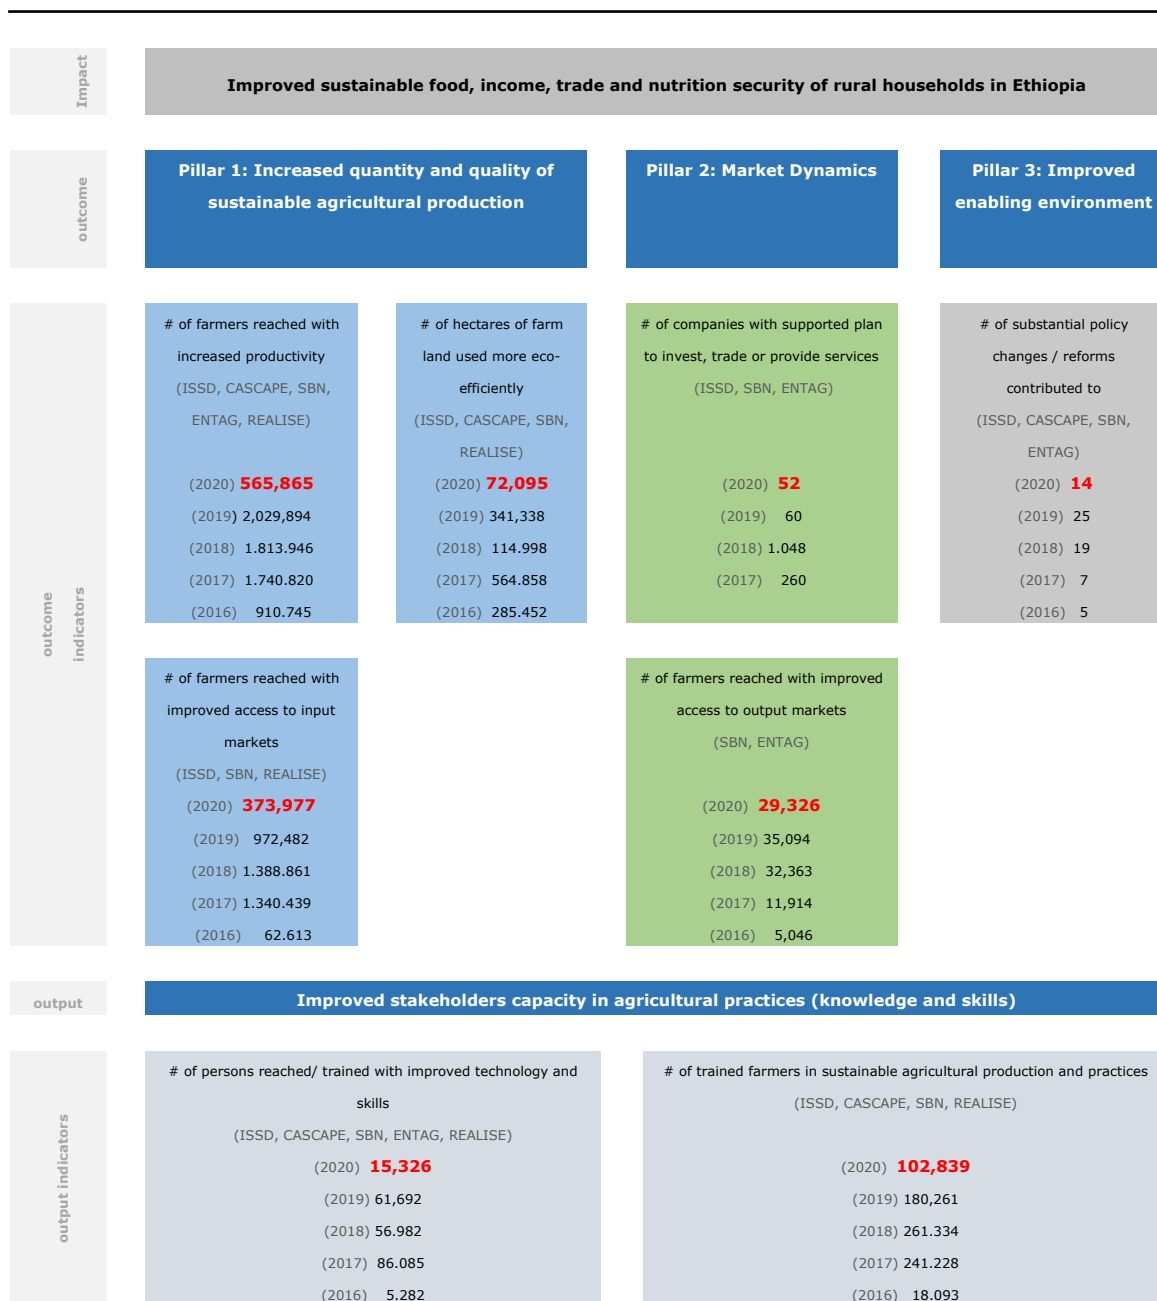 Impact
Improved sustainable food, income, trade and nutrition security of rural households in Ethiopia
outcome
Pillar 1: Increased quantity and quality of
sustainable agricultural production
Pillar 2: Market Dynamics
Pillar 3: Improved
enabling environment
outcome
indicators
# of farmers reached with
increased productivity
(ISSD, CASCAPE, SBN,
ENTAG, REALISE)
(2020) 565,865
(2019) 2,029,894
(2018) 1.813.946
(2017) 1.740.820
(2016) 910.745
# of hectares of farm
land used more eco-
efficiently
(ISSD, CASCAPE, SBN,
REALISE)
(2020) 72,095
(2019) 341,338
(2018) 114.998
(2017) 564.858
(2016) 285.452
# of companies with supported plan
to invest, trade or provide services
(ISSD, SBN, ENTAG)
(2020) 52
(2019) 60
(2018) 1.048
(2017) 260
# of substantial policy
changes / reforms
contributed to
(ISSD, CASCAPE, SBN,
ENTAG)
(2020) 14
(2019) 25
(2018) 19
(2017) 7
(2016) 5
# of farmers reached with
improved access to input
markets
(ISSD, SBN, REALISE)
(2020) 373,977
(2019) 972,482
(2018) 1.388.861
(2017) 1.340.439
(2016) 62.613
# of farmers reached with improved
access to output markets
(SBN, ENTAG)
(2020) 29,326
(2019) 35,094
(2018) 32,363
(2017) 11,914
(2016) 5,046
output
Improved stakeholders capacity in agricultural practices (knowledge and skills)
output indicators
# of persons reached/ trained with improved technology and
skills
(ISSD, CASCAPE, SBN, ENTAG, REALISE)
(2020) 15,326
(2019) 61,692
(2018) 56.982
(2017) 86.085
(2016) 5.282
# of trained farmers in sustainable agricultural production and practices
(ISSD, CASCAPE, SBN, REALISE)
(2020) 102,839
(2019) 180,261
(2018) 261.334
(2017) 241.228
(2016) 18.093